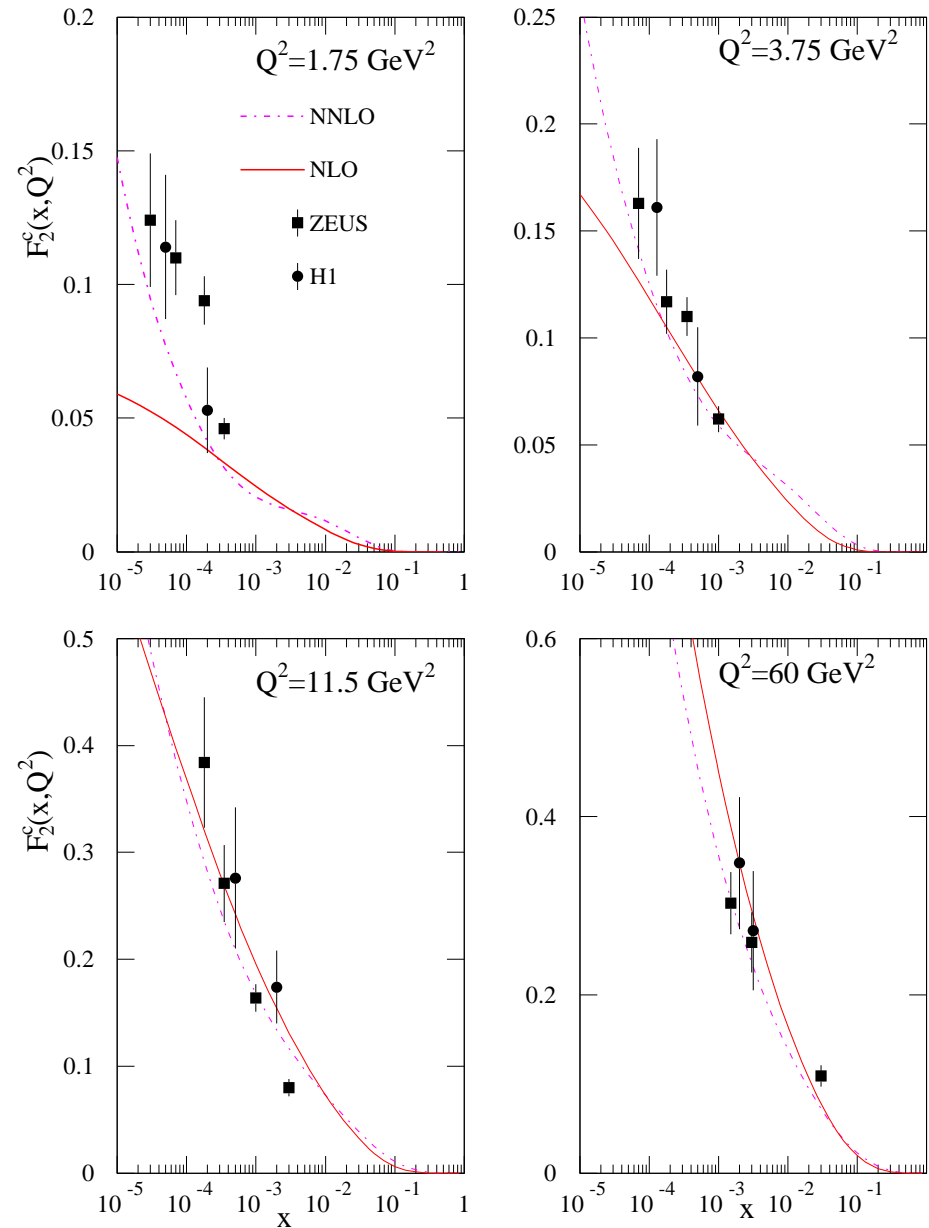 0.2
0.15
0.1
0.05
0
F₂ᶜ(x,Q²)
Q²=1.75 GeV²
NNLO
NLO
ZEUS
H1
10⁻⁵ 10⁻⁴ 10⁻³ 10⁻² 10⁻¹ 1
0.25
0.2
0.15
0.1
0.05
0
Q²=3.75 GeV²
10⁻⁵ 10⁻⁴ 10⁻³ 10⁻² 10⁻¹
0.5
0.4
0.3
0.2
0.1
0
F₂ᶜ(x,Q²)
Q²=11.5 GeV²
10⁻⁵ 10⁻⁴ 10⁻³ 10⁻² 10⁻¹ 1
x
0.6
0.4
0.2
0
Q²=60 GeV²
10⁻⁵ 10⁻⁴ 10⁻³ 10⁻² 10⁻¹
x